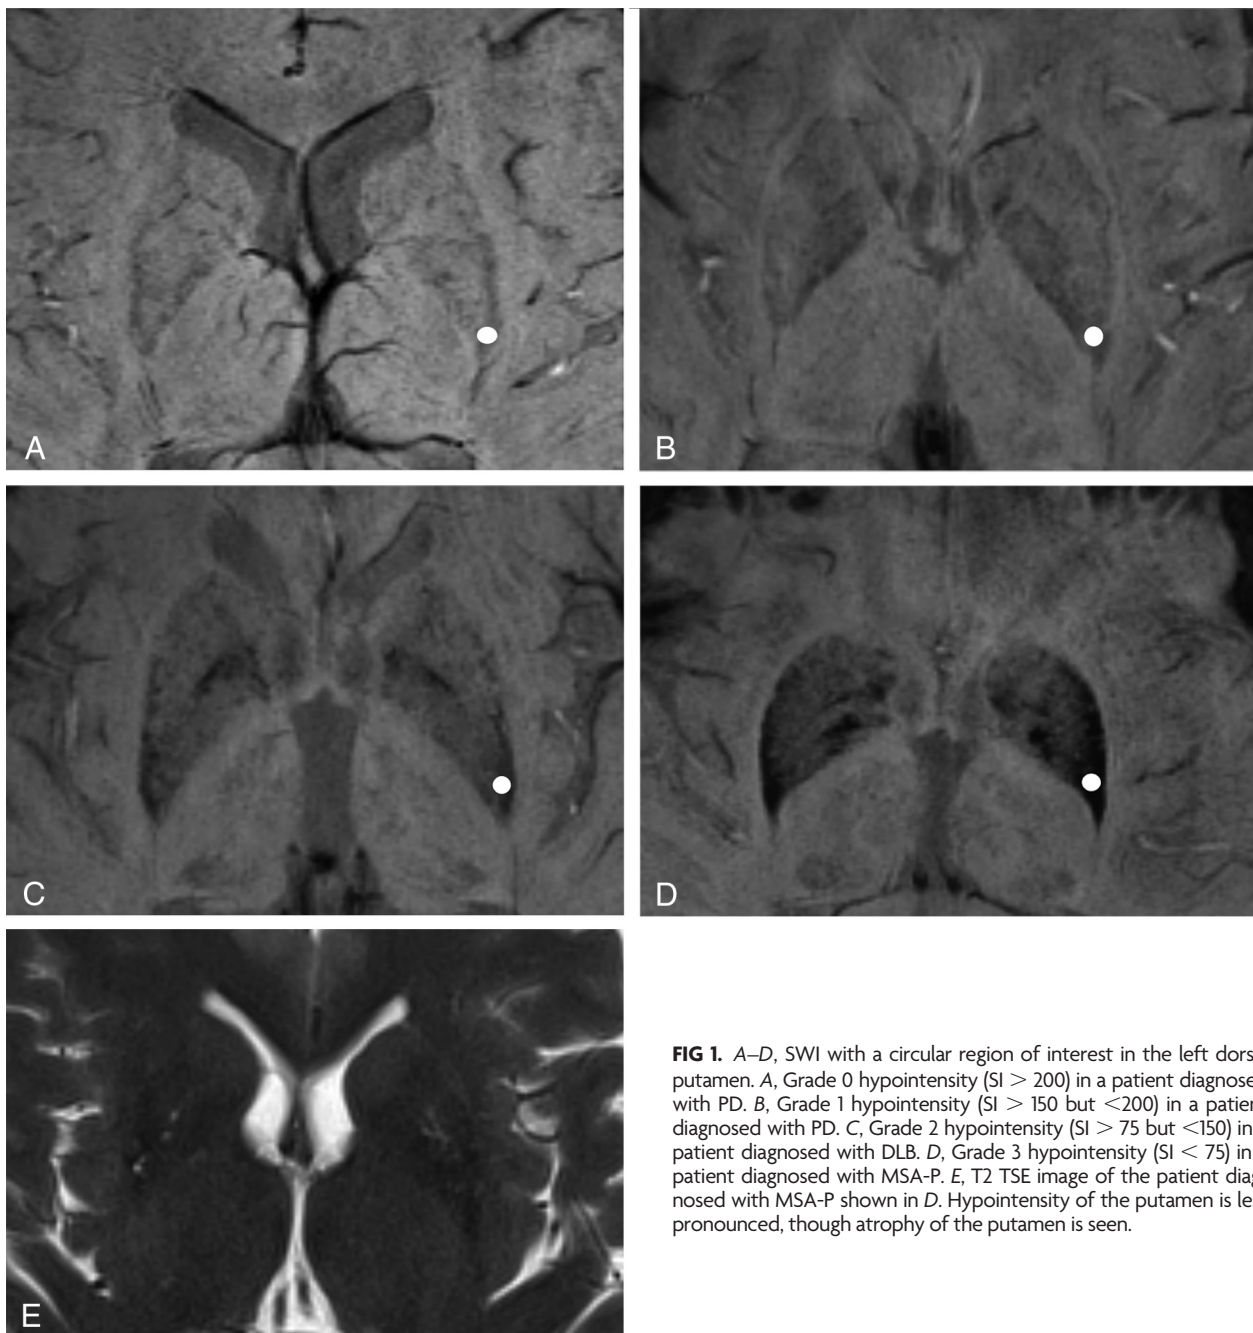 A
B
C
D
E
FIG 1. A–D, SWI with a circular region of interest in the left dors
putamen. A, Grade 0 hypointensity (SI > 200) in a patient diagnose
with PD. B, Grade 1 hypointensity (SI > 150 but <200) in a patien
diagnosed with PD. C, Grade 2 hypointensity (SI > 75 but <150) in
patient diagnosed with DLB. D, Grade 3 hypointensity (SI < 75) in
patient diagnosed with MSA-P. E, T2 TSE image of the patient diag
nosed with MSA-P shown in D. Hypointensity of the putamen is le
pronounced, though atrophy of the putamen is seen.